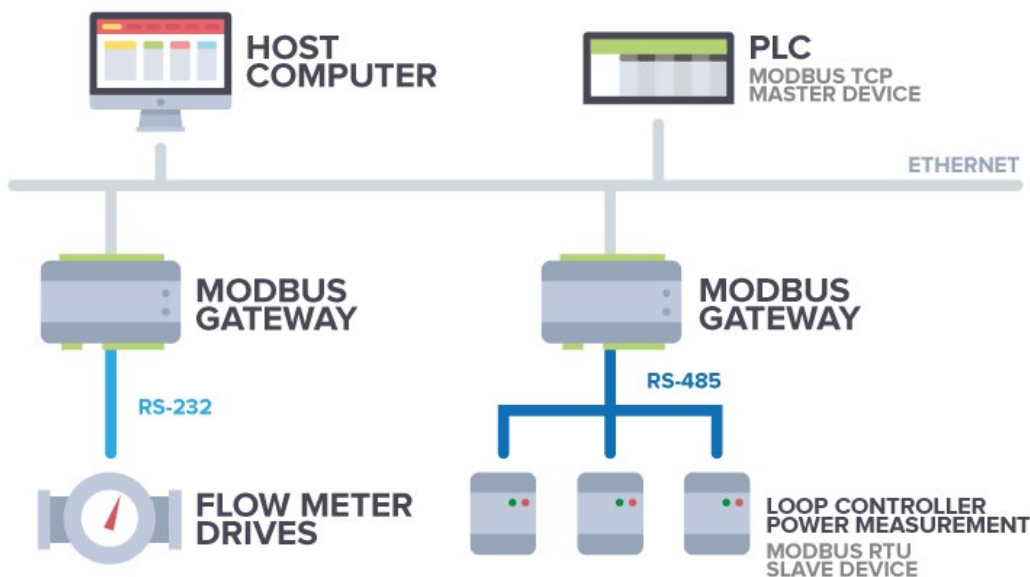 HOST
COMPUTER
PLC
MODBUS TCP
MASTER DEVICE
ETHERNET
MODBUS
GATEWAY
MODBUS
GATEWAY
RS-232
RS-485
FLOW METER
DRIVES
LOOP CONTROLLER
POWER MEASUREMENT
MODBUS RTU
SLAVE DEVICE